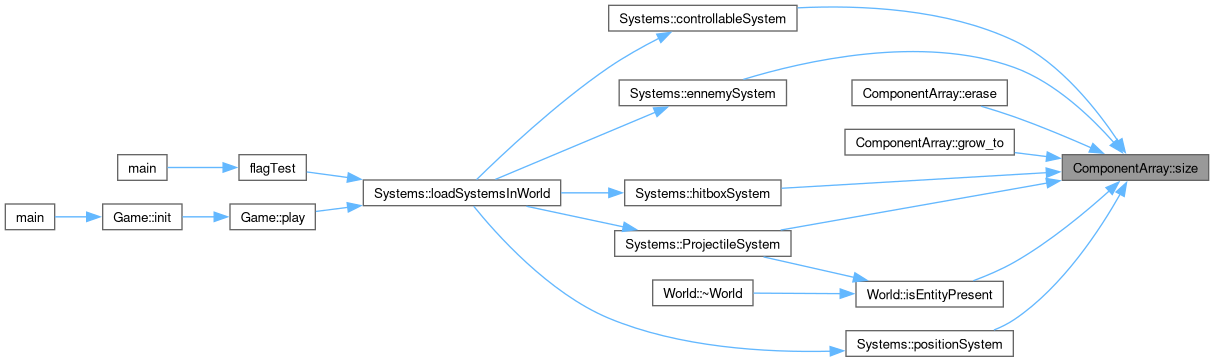 Systems::controllableSystem
Systems::ennemySystem
ComponentArray::erase
ComponentArray::grow_to
main
flagTest
ComponentArray::size
Systems::loadSystemsInWorld
Systems::hitboxSystem
main
Game::init
Game::play
Systems::ProjectileSystem
World::~World
World::isEntityPresent
Systems::positionSystem